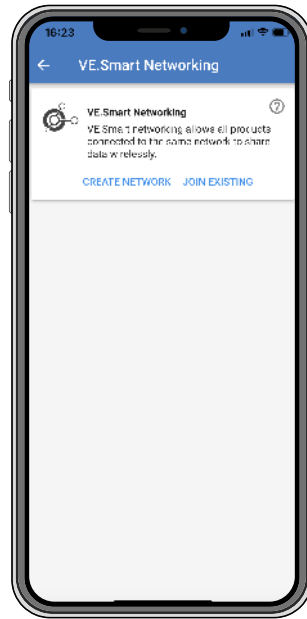 16:23
VE.Smart Networking
VE.Smart Networking
VE.Smart networking allows all products
connected to the same network to share
data wirelessly.
CREATE NETWORK JOIN EXISTING